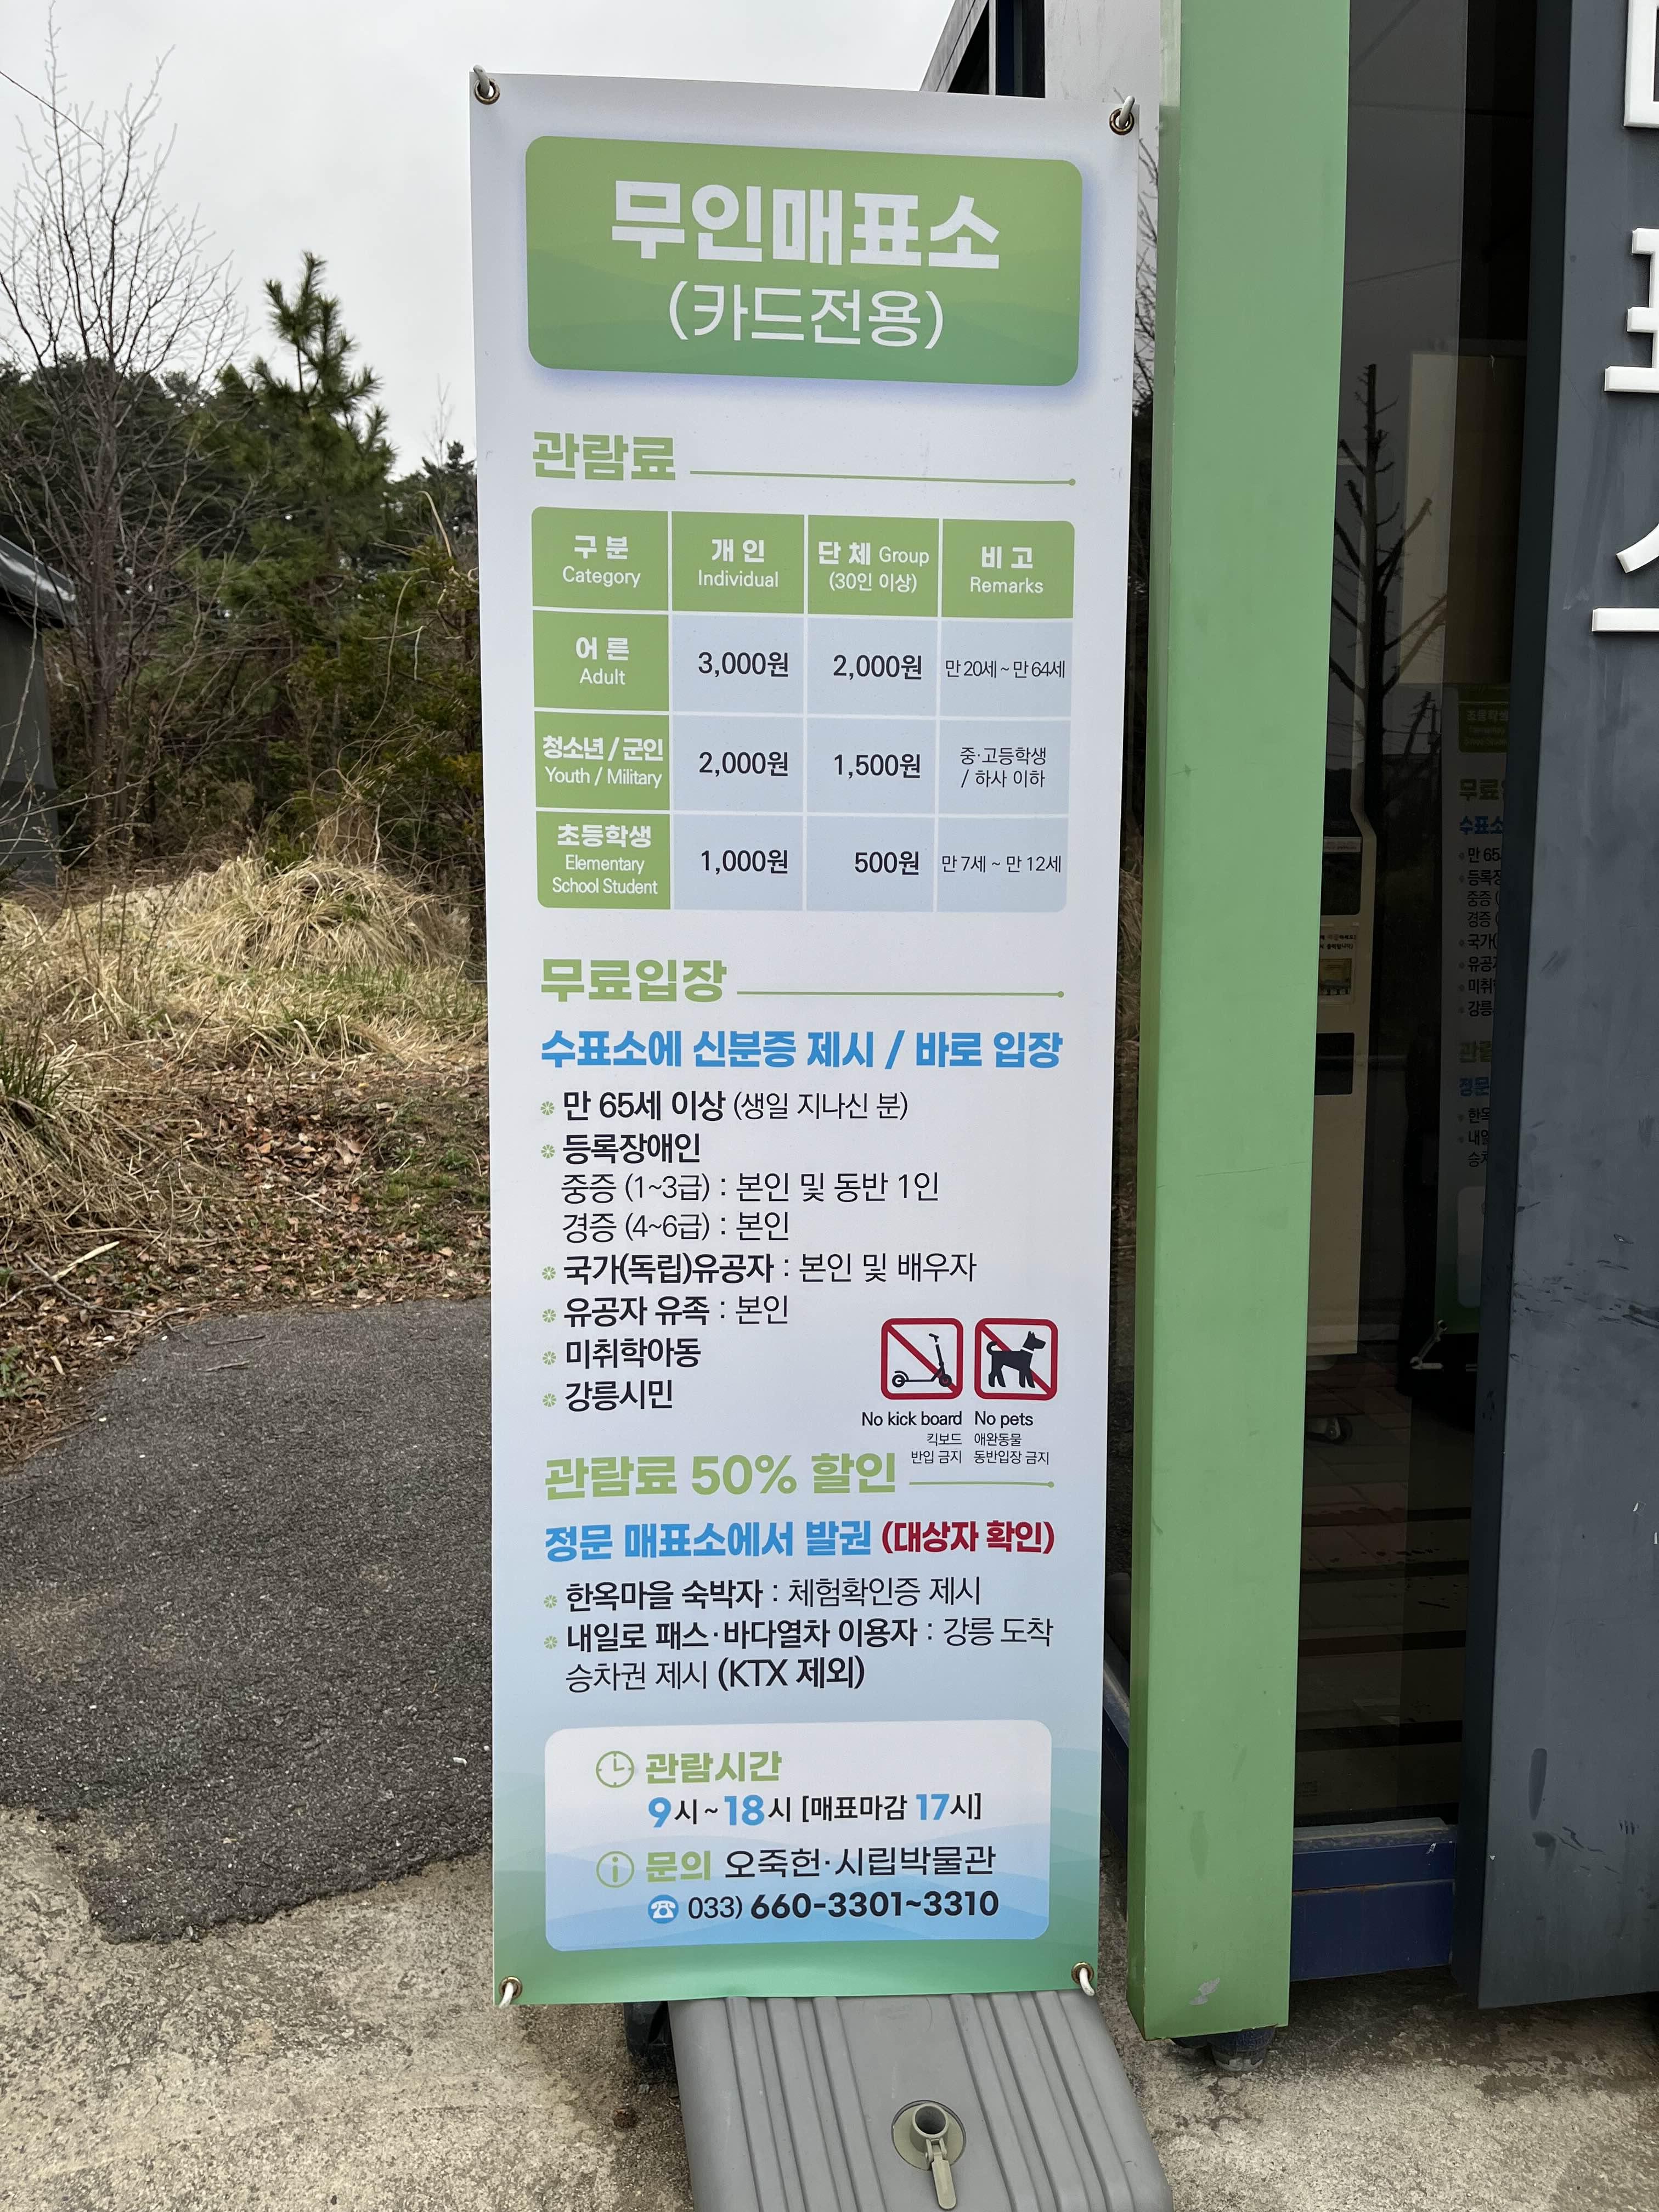 무인매표소
(카드전용)
관람료
구 분 개 인 단 체 Group 비 고
Category Individual (30인 이상) Remarks
어 른 3,000원 2,000원 만 20세 ~ 만 64세
Adult
청소년 / 군인 2,000원 1,500원 중·고등학생
Youth / Military / 하사 이하
초등학생 1,000원 500원 만 7세 ~ 만 12세
Elementary
School Student
무료입장
수표소에 신분증 제시 / 바로 입장
만 65세 이상 (생일 지나신 분)
등록장애인
중증 (1~3급) : 본인 및 동반 1인
경증 (4~6급) : 본인
국가(독립)유공자 : 본인 및 배우자
유공자 유족 : 본인
미취학아동
강릉시민
No kick board No pets
킥보드 애완동물
반입 금지 동반입장 금지
관람료 50% 할인
정문 매표소에서 발권 (대상자 확인)
한옥마을 숙박자 : 체험확인증 제시
내일로 패스·바다열차 이용자 : 강릉 도착
승차권 제시 (KTX 제외)
관람시간
9시 ~ 18시 [매표마감 17시]
문의 오죽헌·시립박물관
033) 660-3301~3310